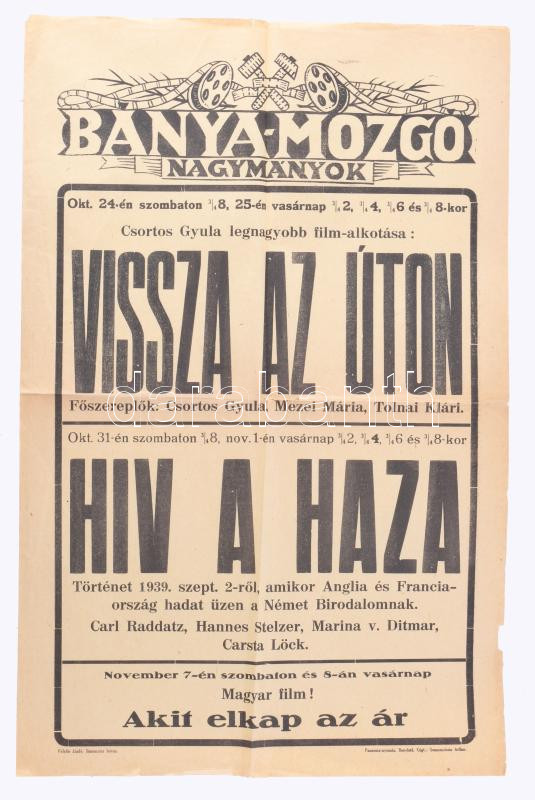 BÁNYA-MOZGÓ
NAGYMÁNYOK
Okt. 24-én szombaton ¾8, 25-én vasárnap ¾2, ¾4, ¾6 és ¾8-kor
Csortos Gyula legnagyobb film-alkotása :
VISSZA AZ ÚTON
darabanth
Főszereplők: Csortos Gyula, Mezei Mária, Tolnai Klári.
Okt. 31-én szombaton ¾8, nov. 1-én vasárnap ¾2, ¾4, ¾6 és ¾8-kor
HIV A HAZA
Történet 1939. szept. 2-ről, amikor Anglia és Francia-
ország hadat üzen a Német Birodalomnak.
Carl Raddatz, Hannes Stelzer, Marina v. Ditmar,
Carsta Löck.
November 7-én szombaton és 8-án vasárnap
Magyar film !
Akit elkap az ár
Felelős kiadó: